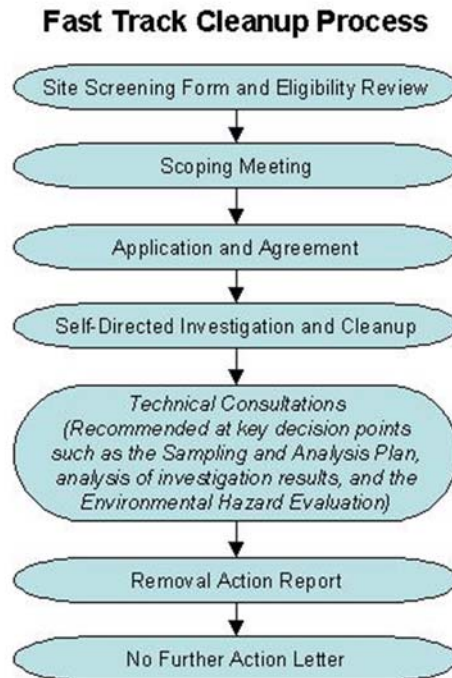 Fast Track Cleanup Process
Site Screening Form and Eligibility Review
Scoping Meeting
Application and Agreement
Self-Directed Investigation and Cleanup
Technical Consultations
(Recommended at key decision points
such as the Sampling and Analysis Plan,
analysis of investigation results, and the
Environmental Hazard Evaluation)
Removal Action Report
No Further Action Letter